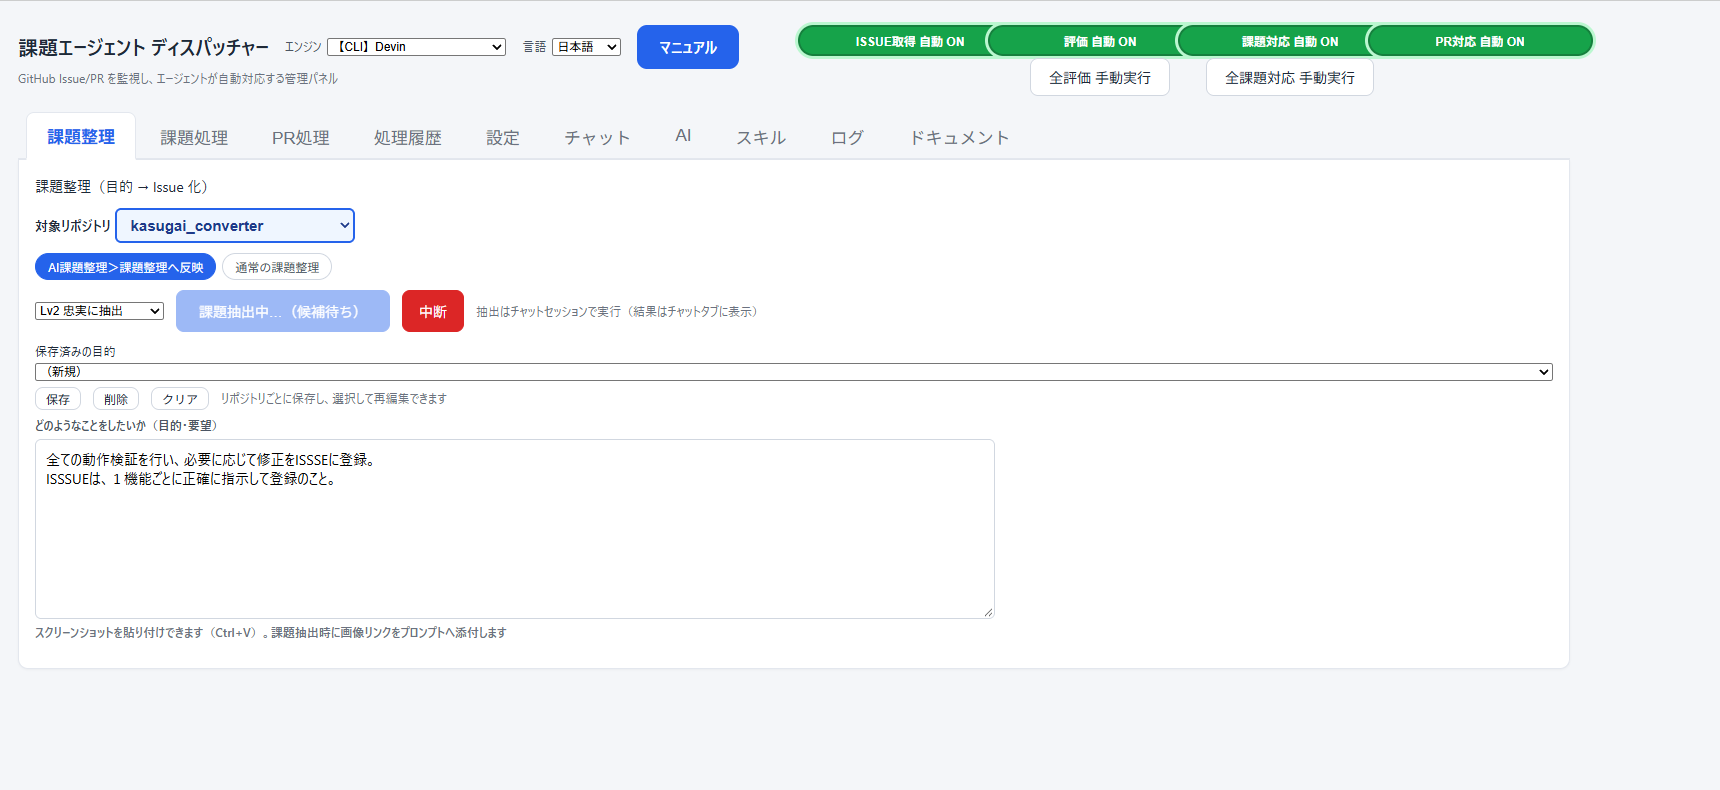 課題エージェント ディスパッチャー
エンジン 【CLI】Devin
言語 日本語
マニュアル
ISSUE取得 自動 ON
評価 自動 ON
課題対応 自動 ON
PR対応 自動 ON
GitHub Issue/PR を監視し、エージェントが自動対応する管理パネル
全評価 手動実行
全課題対応 手動実行
課題整理
課題処理
PR処理
処理履歴
設定
チャット
AI
スキル
ログ
ドキュメント
課題整理（目的 → Issue 化）
対象リポジトリ kasugai_converter
AI課題整理＞課題整理へ反映
通常の課題整理
Lv2 忠実に抽出
課題抽出中...（候補待ち）
中断
抽出はチャットセッションで実行（結果はチャットタブに表示）
保存済みの目的
（新規）
保存
削除
クリア
リポジトリごとに保存し、選択して再編集できます
どのようなことをしたいか（目的・要望）
全ての動作検証を行い、必要に応じて修正をISSSEに登録。
ISSSUEは、１機能ごとに正確に指示して登録のこと。
スクリーンショットを貼り付けできます（Ctrl+V）。課題抽出時に画像リンクをプロンプトへ添付します